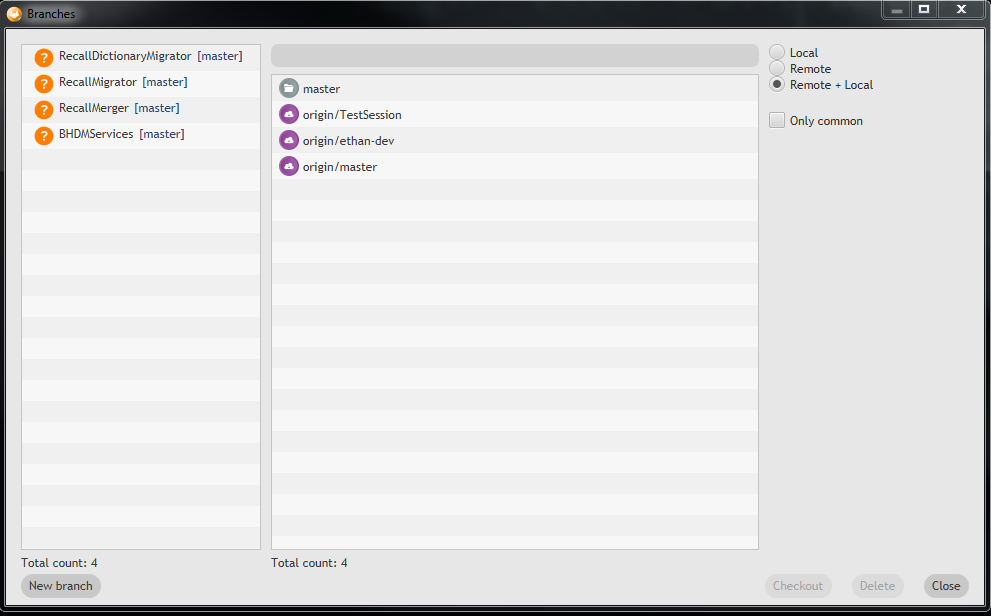 Branches
RecallDictionaryMigrator [master]
RecallMigrator [master]
RecallMerger [master]
BHDMServices [master]
master
origin/TestSession
origin/ethan-dev
origin/master
Local
Remote
Remote + Local
Only common
Total count: 4
Total count: 4
New branch
Checkout
Delete
Close